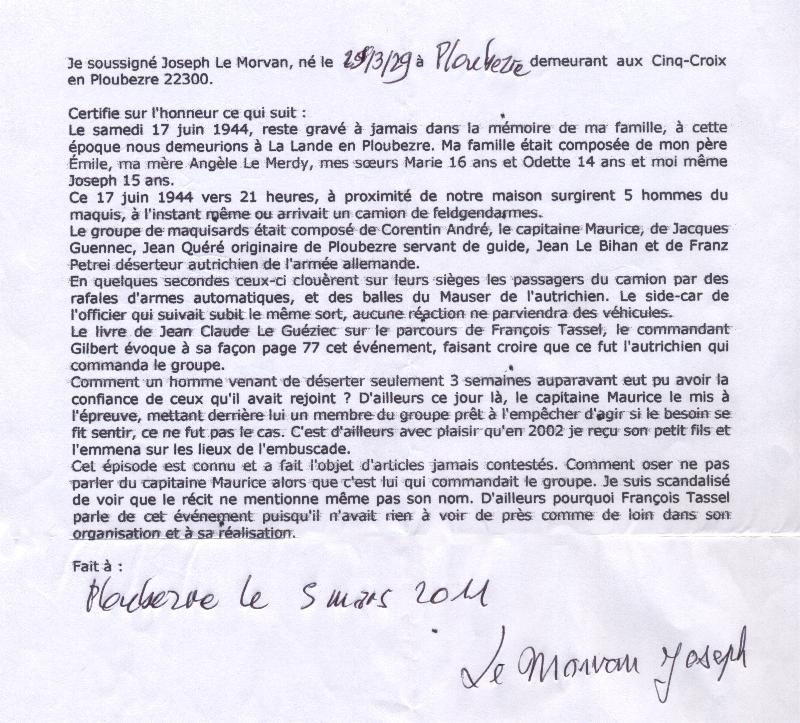 Je soussigné Joseph Le Morvan, né le 29/3/29 à Ploubezre demeurant aux Cinq-Croix
en Ploubezre 22300.
Certifie sur l'honneur ce qui suit :
Le samedi 17 juin 1944, reste gravé à jamais dans la mémoire de ma famille, à cette
époque nous demeurions à La Lande en Ploubezre. Ma famille était composée de mon père
Émile, ma mère Angèle Le Merdy, mes sœurs Marie 16 ans et Odette 14 ans et moi même
Joseph 15 ans.
Ce 17 juin 1944 vers 21 heures, à proximité de notre maison surgirent 5 hommes du
maquis, à l'instant même ou arrivait un camion de feldgendarmes.
Le groupe de maquisards était composé de Corentin André, le capitaine Maurice, de Jacques
Guennec, Jean Quéré originaire de Ploubezre servant de guide, Jean Le Bihan et de Franz
Petrei déserteur autrichien de l'armée allemande.
En quelques secondes ceux-ci clouèrent sur leurs sièges les passagers du camion par des
rafales d'armes automatiques, et des balles du Mauser de l'autrichien. Le side-car de
l'officier qui suivait subit le même sort, aucune réaction ne parviendra des véhicules.
Le livre de Jean Claude Le Guéziec sur le parcours de François Tassel, le commandant
Gilbert évoque à sa façon page 77 cet événement, faisant croire que ce fut l'autrichien qui
commanda le groupe.
Comment un homme venant de déserter seulement 3 semaines auparavant eut pu avoir la
confiance de ceux qu'il avait rejoint ? D'ailleurs ce jour là, le capitaine Maurice le mis à
l'épreuve, mettant derrière lui un membre du groupe prêt à l'empêcher d'agir si le besoin se
fit sentir, ce ne fut pas le cas. C'est d'ailleurs avec plaisir qu'en 2002 je reçu son petit fils et
l'emmena sur les lieux de l'embuscade.
Cet épisode est connu et a fait l'objet d'articles jamais contestés. Comment oser ne pas
parler du capitaine Maurice alors que c'est lui qui commandait le groupe. Je suis scandalisé
de voir que le récit ne mentionne même pas son nom. D'ailleurs pourquoi François Tassel
parle de cet événement puisqu'il n'avait rien à voir de près comme de loin dans son
organisation et à sa réalisation.
Fait à :
Ploubezre le 5 mars 2011
Le Morvan Joseph